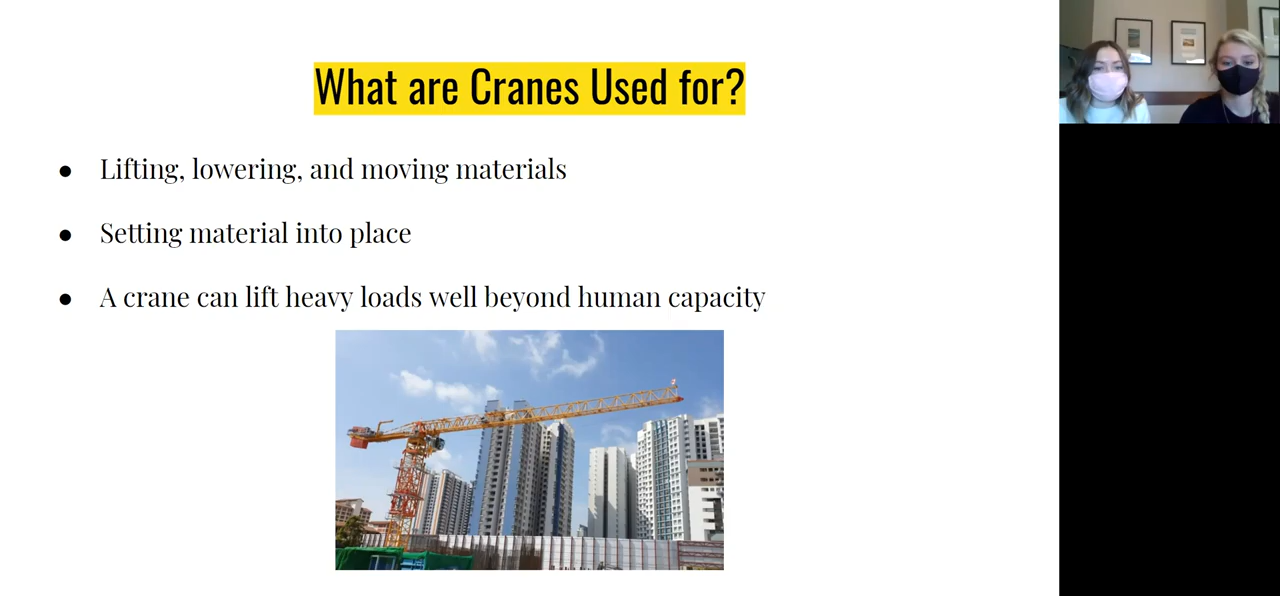 What are Cranes Used for?
● Lifting, lowering, and moving materials
● Setting material into place
● A crane can lift heavy loads well beyond human capacity